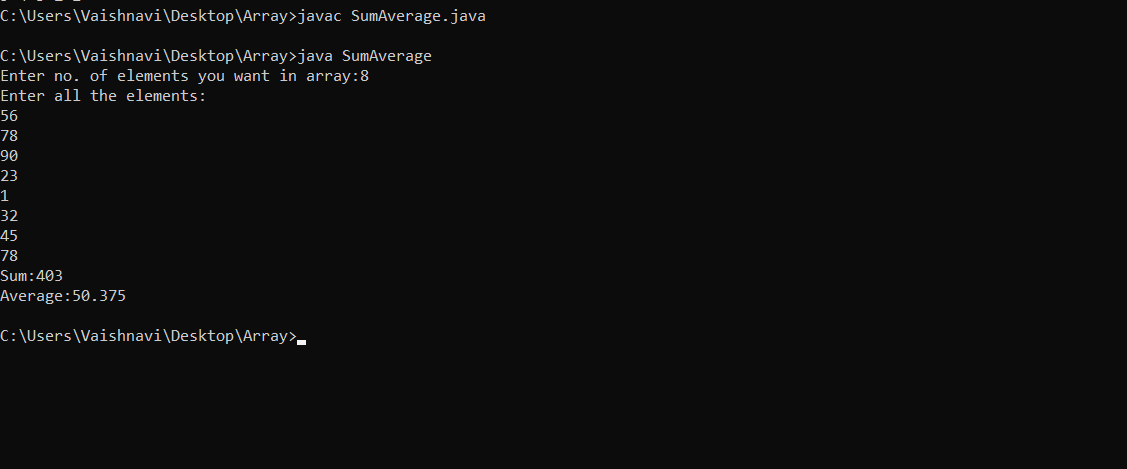 C:\Users\Vaishnavi\Desktop\Array>javac SumAverage.java
C:\Users\Vaishnavi\Desktop\Array>java SumAverage
Enter no. of elements you want in array:8
Enter all the elements:
56
78
90
23
1
32
45
78
Sum:403
Average:50.375
C:\Users\Vaishnavi\Desktop\Array>